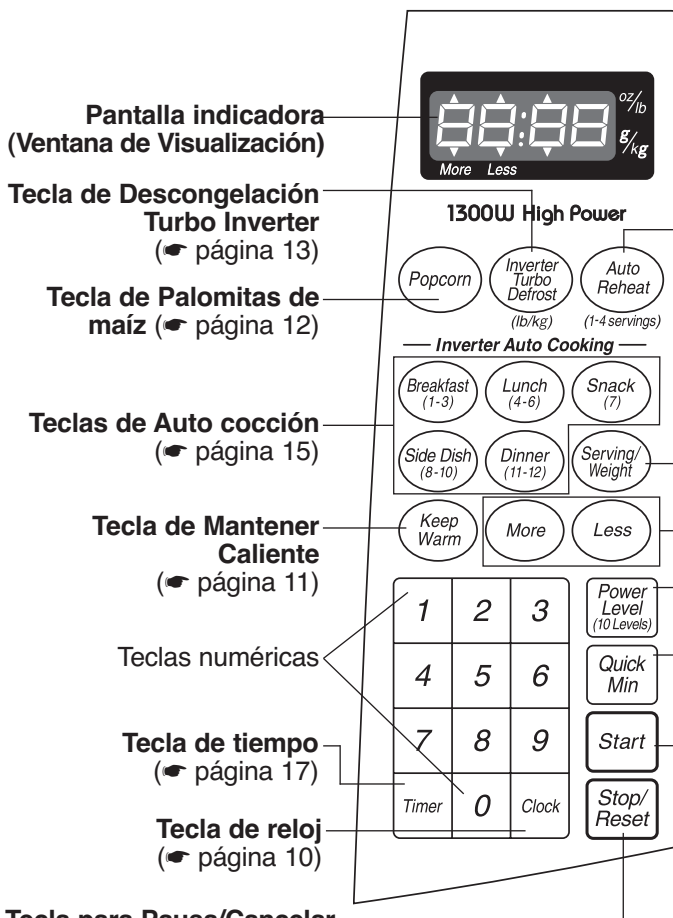 Pantalla indicadora
(Ventana de Visualización)
Tecla de Descongelación
Turbo Inverter
(☛ página 13)
Tecla de Palomitas de
maíz (☛ página 12)
Teclas de Auto cocción
(☛ página 15)
Tecla de Mantener
Caliente
(☛ página 11)
Teclas numéricas
Tecla de tiempo
(☛ página 17)
Tecla de reloj
(☛ página 10)
Tecla para Pausa/Cancelar
88:88
oz/lb
g/kg
More Less
1300W High Power
Popcorn
Inverter
Turbo
Defrost
(lb/kg)
Auto
Reheat
(1-4 servings)
Inverter Auto Cooking
Breakfast
(1-3)
Lunch
(4-6)
Snack
(7)
Side Dish
(8-10)
Dinner
(11-12)
Serving/
Weight
Keep
Warm
More
Less
1 2 3
Power
Level
(10 Levels)
4 5 6
Quick
Min
7 8 9
Start
Timer 0 Clock
Stop/
Reset